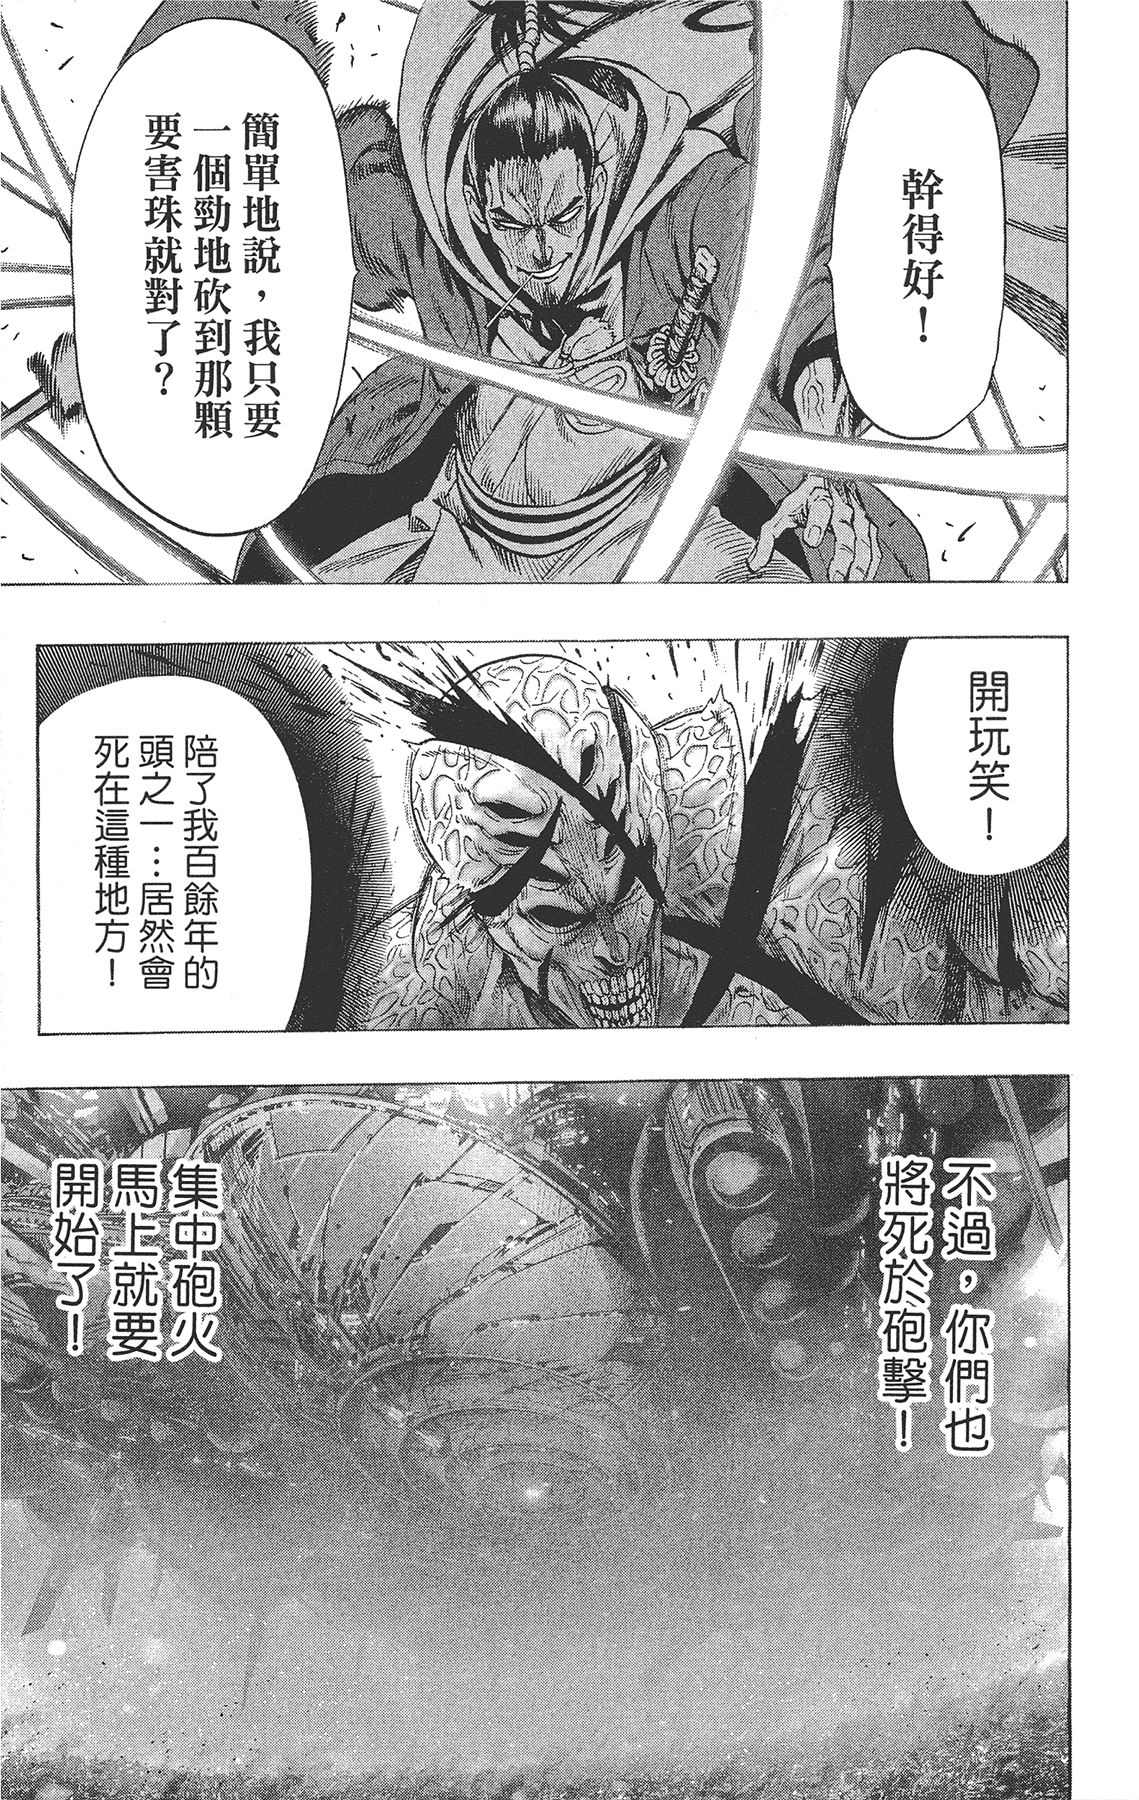 幹得好！
簡單地說，我只要
一個勁地砍到那顆
要害珠就對了？
開玩笑！
陪了我百餘年的
頭之一…居然會
死在這種地方！
不過，你們也
將死於砲擊！
集中砲火
馬上就要
開始了！